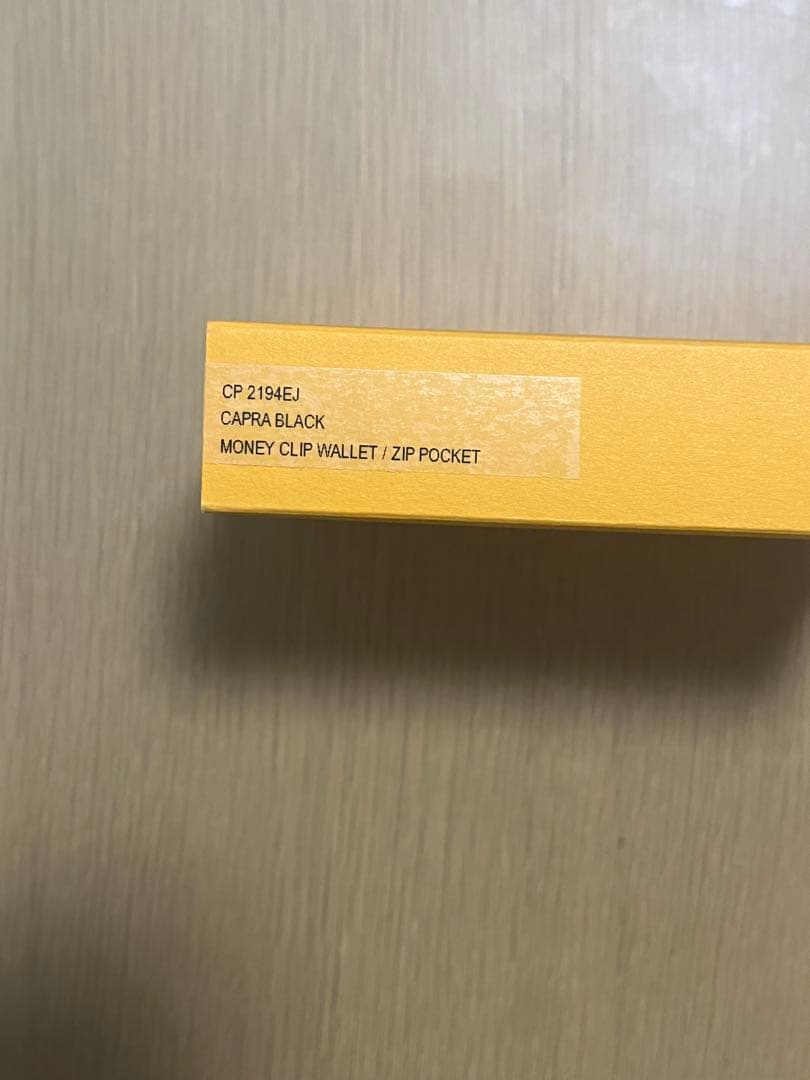 CP 2194EJ
CAPRA BLACK
MONEY CLIP WALLET / ZIP POCKET